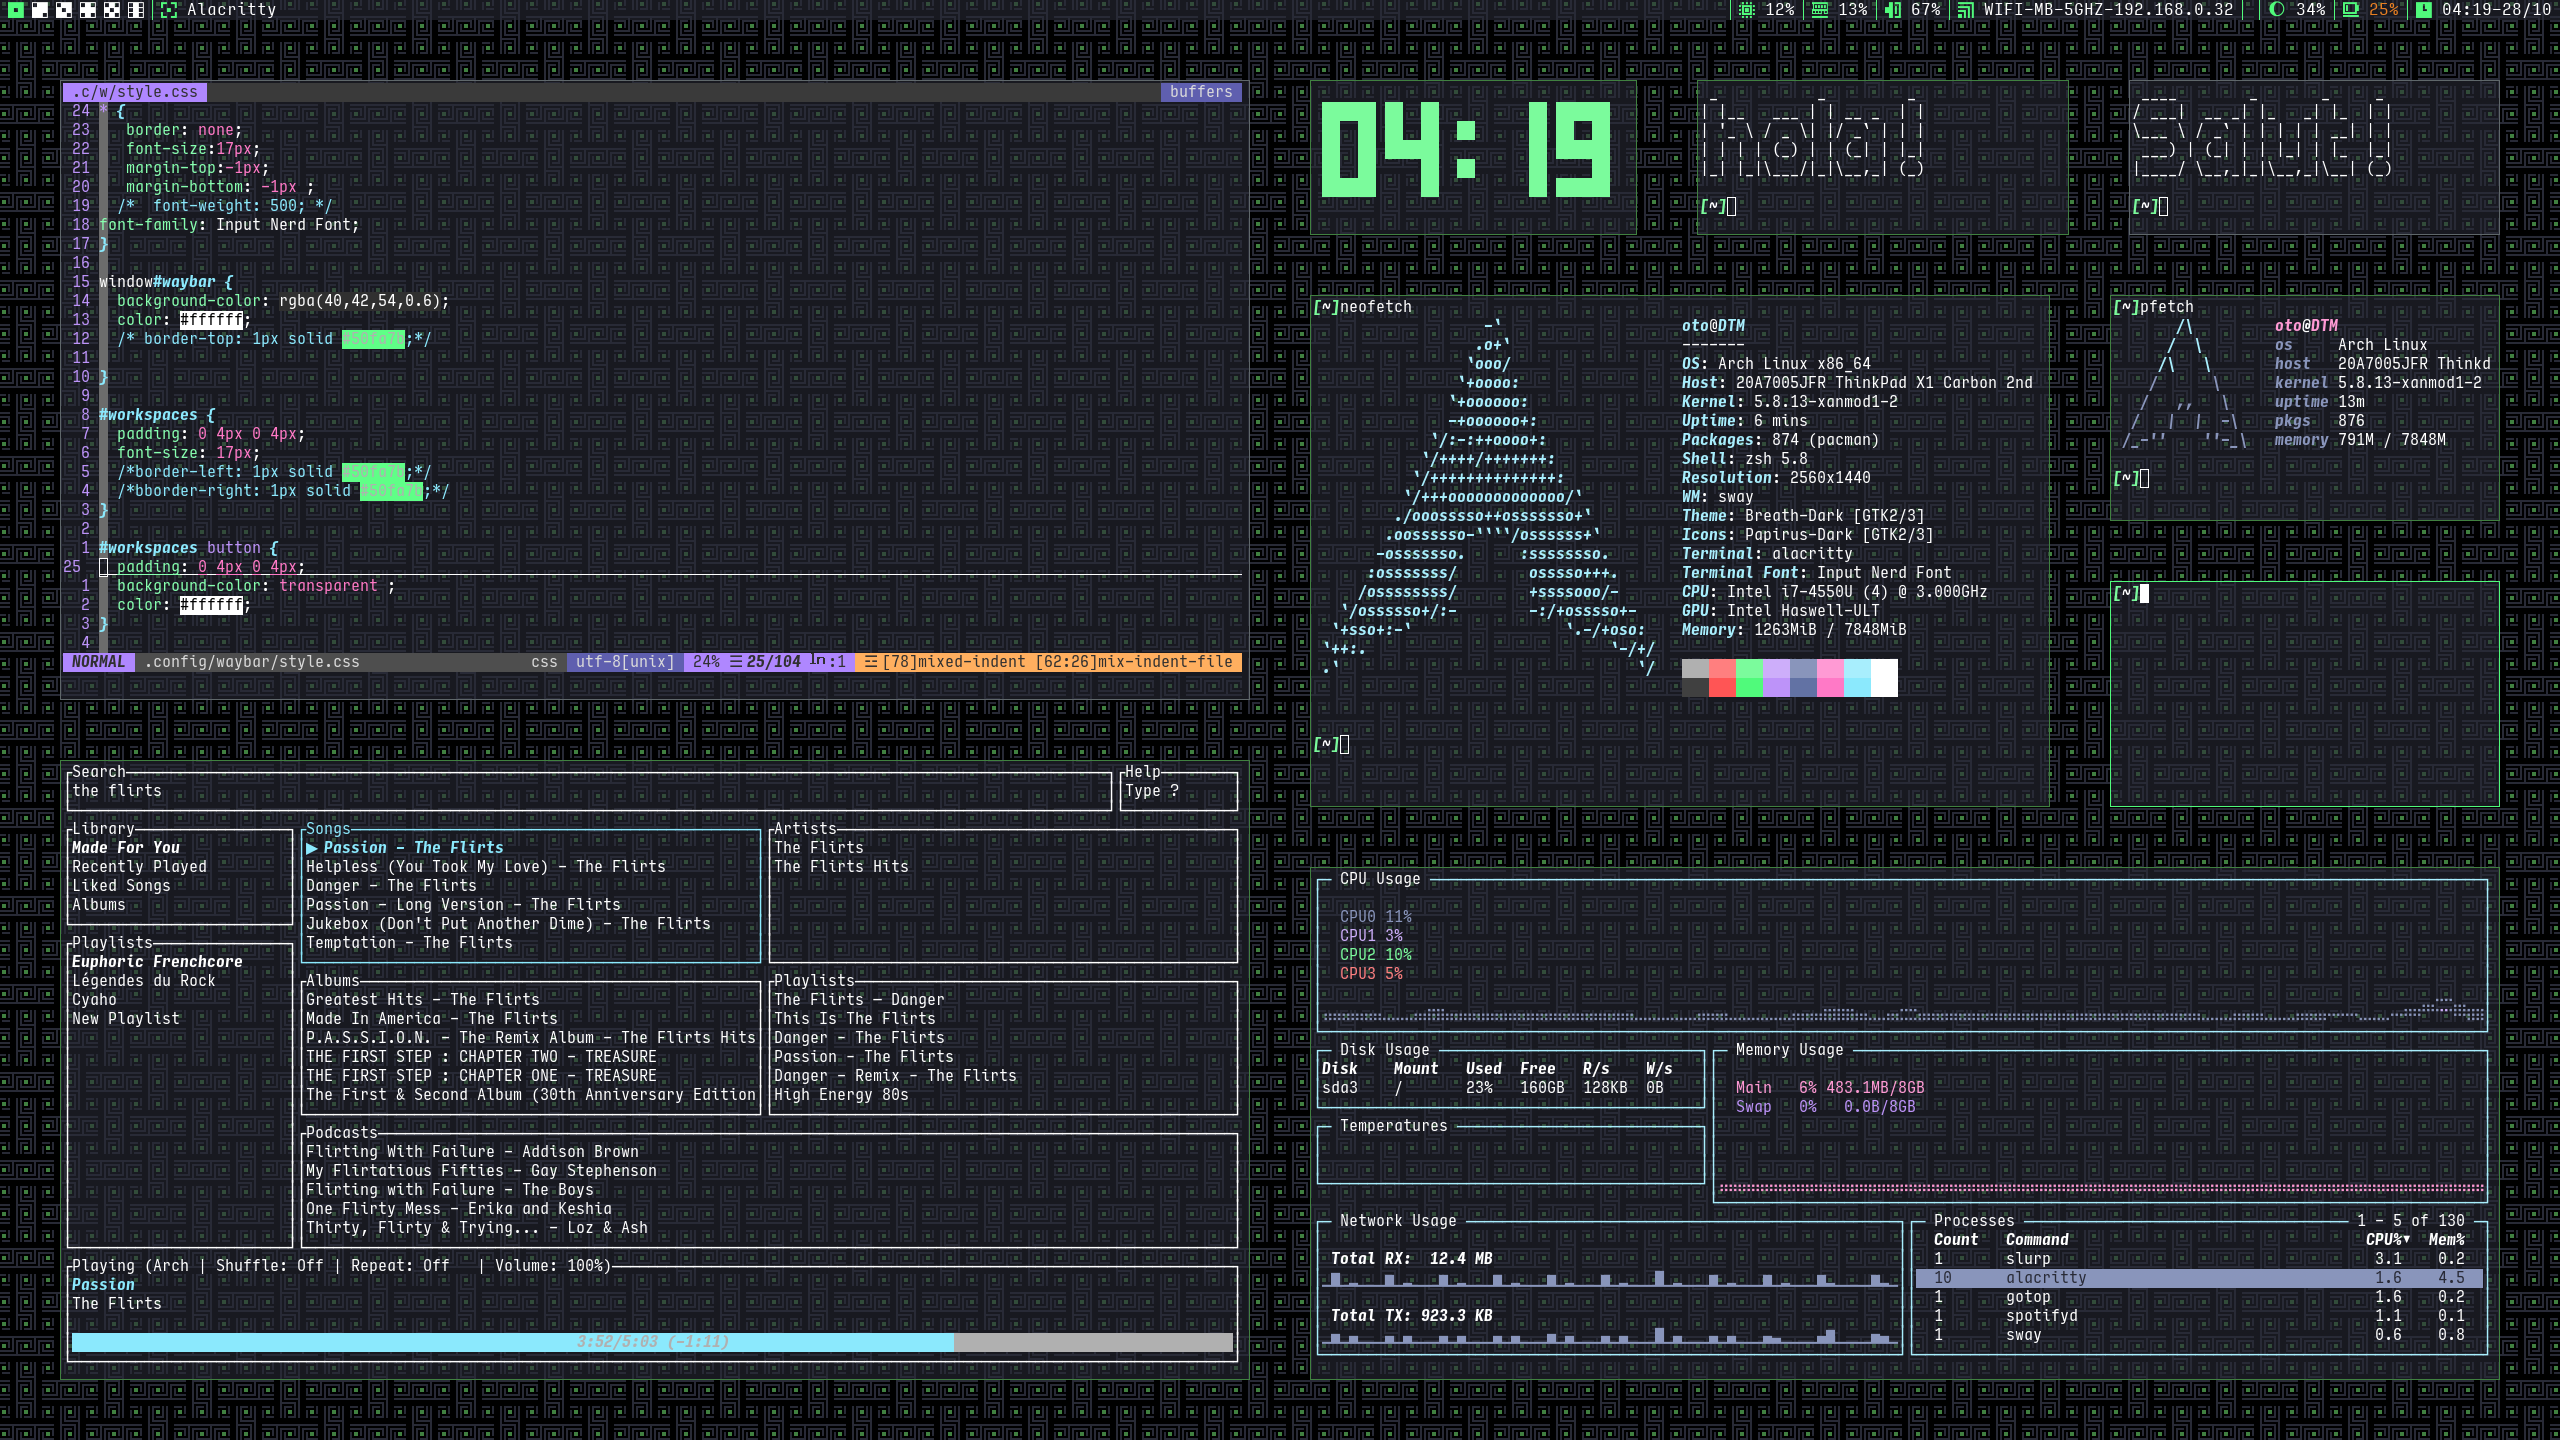 Alacritty
12% 13% 67% WIFI-MB-5GHZ-192.168.0.32 34% 25% 04:19-28/10
.c/w/style.css buffers
24 * {
23 border: none;
22 font-size:17px;
21 margin-top:-1px;
20 margin-bottom: -1px ;
19 /* font-weight: 500; */
18 font-family: Input Nerd Font;
17 }
16
15 window#waybar {
14 background-color: rgba(40,42,54,0.6);
13 color: #ffffff;
12 /* border-top: 1px solid #50fa7b;*/
11
10 }
9
8 #workspaces {
7 padding: 0 4px 0 4px;
6 font-size: 17px;
5 /*border-left: 1px solid #50fa7b;*/
4 /*bborder-right: 1px solid #50fa7b;*/
3 }
2
1 #workspaces button {
25 padding: 0 4px 0 4px;
1 background-color: transparent ;
2 color: #ffffff;
3 }
4
NORMAL .config/waybar/style.css css utf-8[unix] 24% ☰ 25/104 ln :1 ☲ [78]mixed-indent [62:26]mix-indent-file
04:19
hola!
[~]
Salut!
[~]
[~]neofetch
oto@DTM
-------
OS: Arch Linux x86_64
Host: 20A7005JFR ThinkPad X1 Carbon 2nd
Kernel: 5.8.13-xanmod1-2
Uptime: 6 mins
Packages: 874 (pacman)
Shell: zsh 5.8
Resolution: 2560x1440
WM: sway
Theme: Breath-Dark [GTK2/3]
Icons: Papirus-Dark [GTK2/3]
Terminal: alacritty
Terminal Font: Input Nerd Font
CPU: Intel i7-4550U (4) @ 3.000GHz
GPU: Intel Haswell-ULT
Memory: 1263MiB / 7848MiB
[~]
[~]pfetch
oto@DTM
os Arch Linux
host 20A7005JFR Thinkd
kernel 5.8.13-xanmod1-2
uptime 13m
pkgs 876
memory 791M / 7848M
[~]
[~]
Search
the flirts
Help
Type ?
Library
Made For You
Recently Played
Liked Songs
Albums
Playlists
Euphoric Frenchcore
Légendes du Rock
Cyaho
New Playlist
Songs
▶ Passion - The Flirts
Helpless (You Took My Love) - The Flirts
Danger - The Flirts
Passion - Long Version - The Flirts
Jukebox (Don't Put Another Dime) - The Flirts
Temptation - The Flirts
Artists
The Flirts
The Flirts Hits
Albums
Greatest Hits - The Flirts
Made In America - The Flirts
P.A.S.S.I.O.N. - The Remix Album - The Flirts Hits
THE FIRST STEP : CHAPTER TWO - TREASURE
THE FIRST STEP : CHAPTER ONE - TREASURE
The First & Second Album (30th Anniversary Edition
Playlists
The Flirts – Danger
This Is The Flirts
Danger - The Flirts
Passion - The Flirts
Danger - Remix - The Flirts
High Energy 80s
Podcasts
Flirting With Failure - Addison Brown
My Flirtatious Fifties - Gay Stephenson
Flirting with Failure - The Boys
One Flirty Mess - Erika and Keshia
Thirty, Flirty & Trying... - Loz & Ash
Playing (Arch | Shuffle: Off | Repeat: Off | Volume: 100%)
Passion
The Flirts
3:52/5:03 (-1:11)
CPU Usage
CPU0 11%
CPU1 3%
CPU2 10%
CPU3 5%
Disk Usage
Disk Mount Used Free R/s W/s
sda3 / 23% 160GB 128KB 0B
Temperatures
Memory Usage
Main 6% 483.1MB/8GB
Swap 0% 0.0B/8GB
Network Usage
Total RX: 12.4 MB
Total TX: 923.3 KB
Processes 1 - 5 of 130
Count Command CPU%▼ Mem%
1 slurp 3.1 0.2
10 alacritty 1.6 4.5
1 gotop 1.6 0.2
1 spotifyd 1.1 0.1
1 sway 0.6 0.8